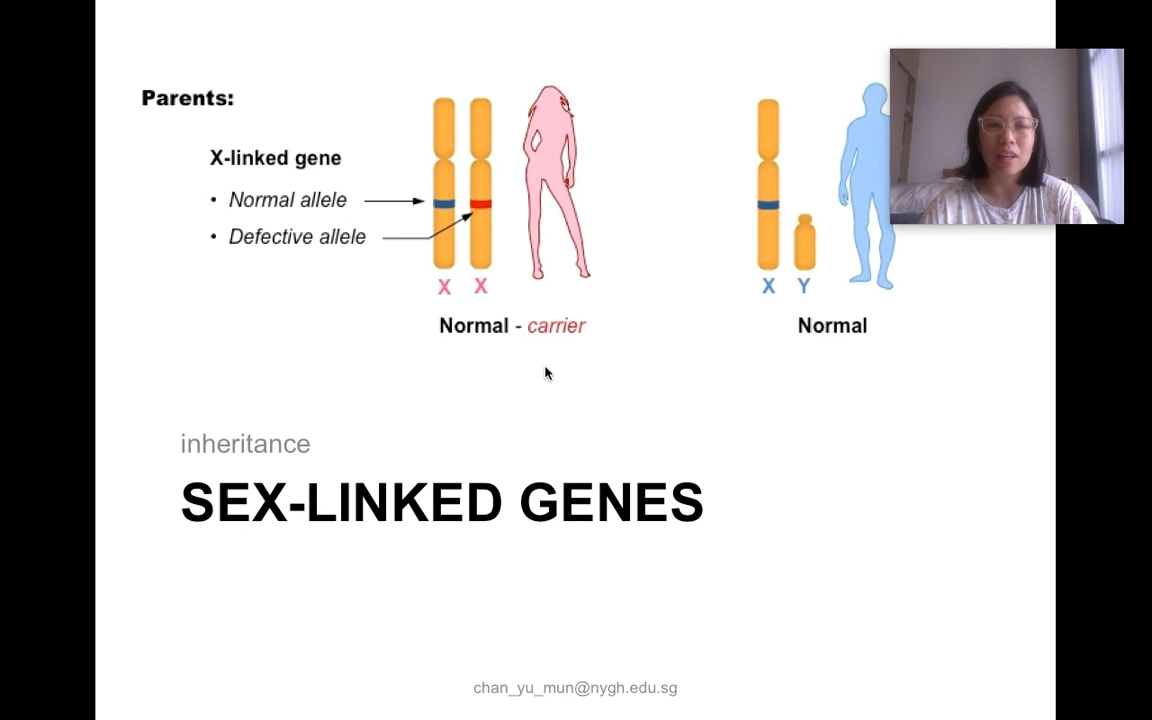 Parents:
X-linked gene
• Normal allele
• Defective allele
X X
X Y
Normal - carrier
Normal
inheritance
SEX-LINKED GENES
chan_yu_mun@nygh.edu.sg